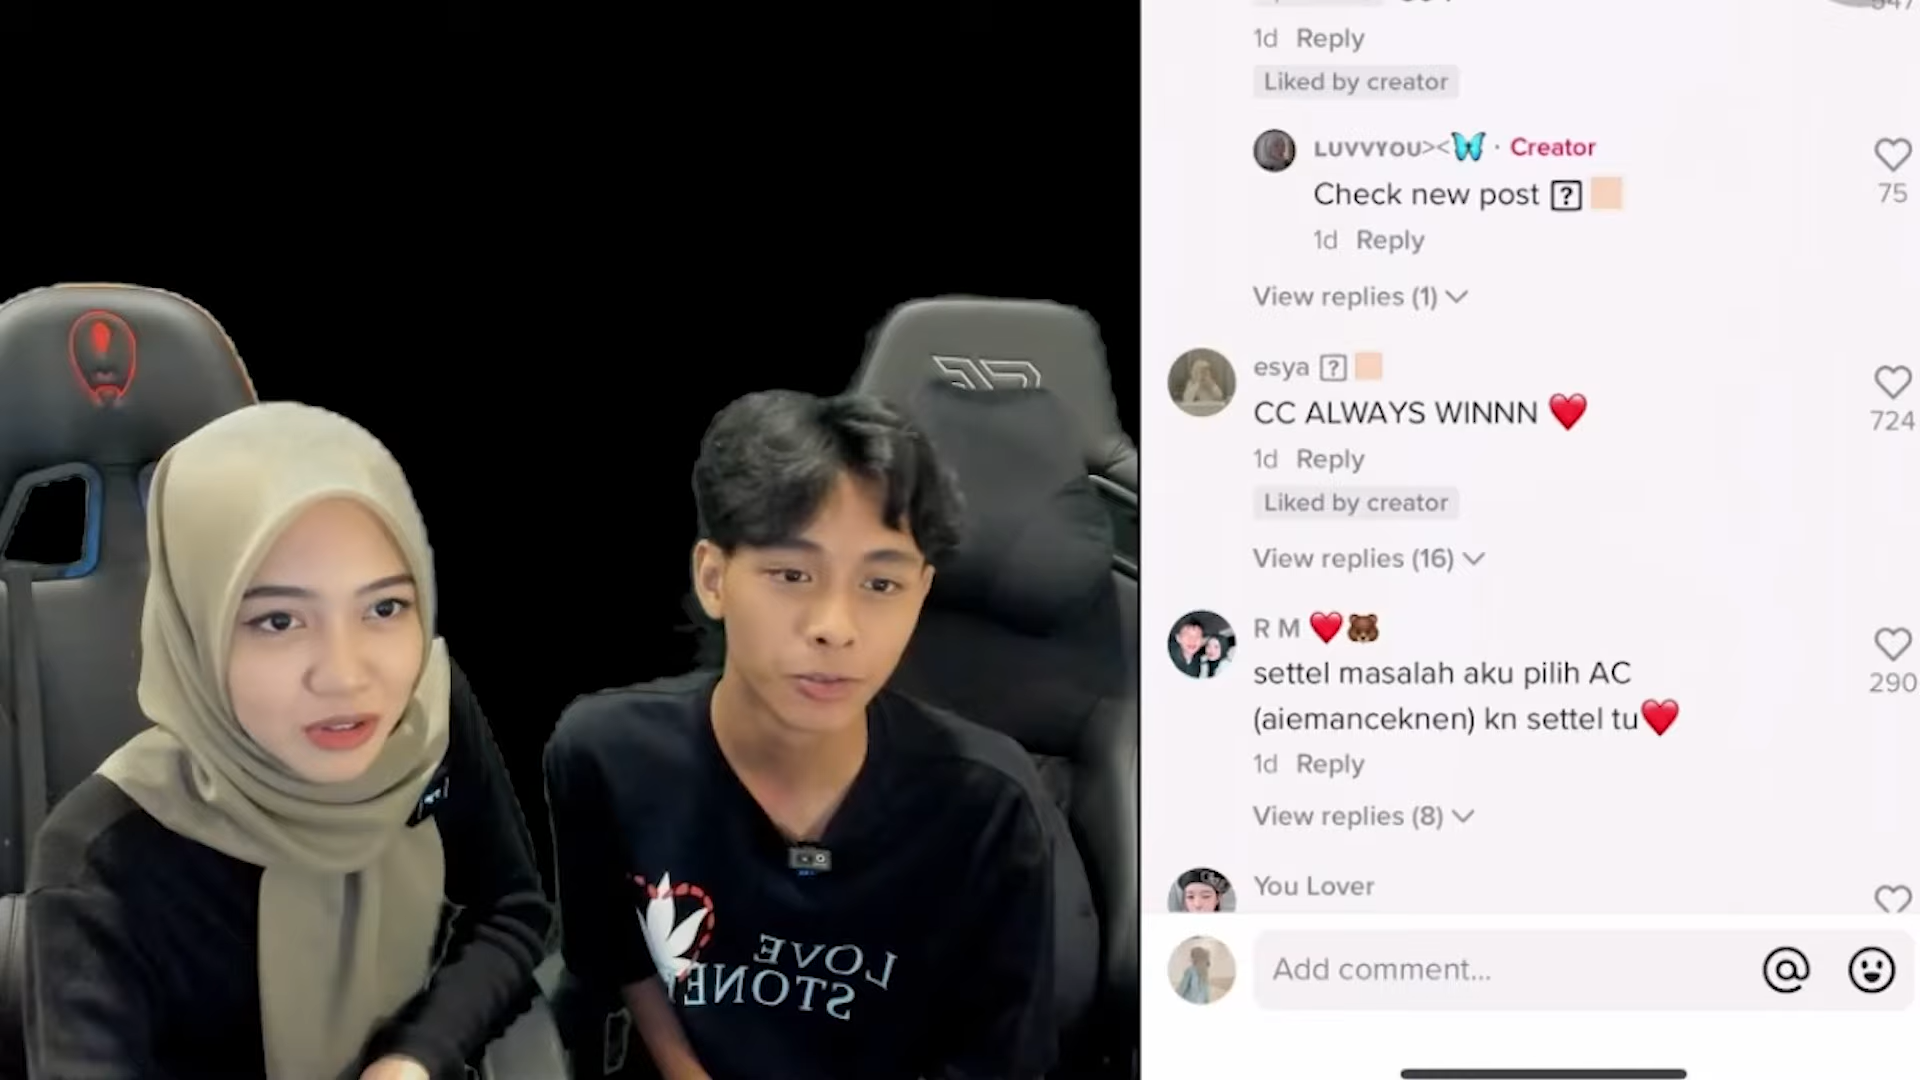 1d Reply
Liked by creator
LUVVYOU>< · Creator
Check new post
75
1d Reply
View replies (1)
esya
CC ALWAYS WINNN ❤️
724
1d Reply
Liked by creator
View replies (16)
R M ❤️🐻
settel masalah aku pilih AC
(aiemanceknen) kn settel tu❤️
290
1d Reply
View replies (8)
You Lover
Add comment...
LOVE
STONE